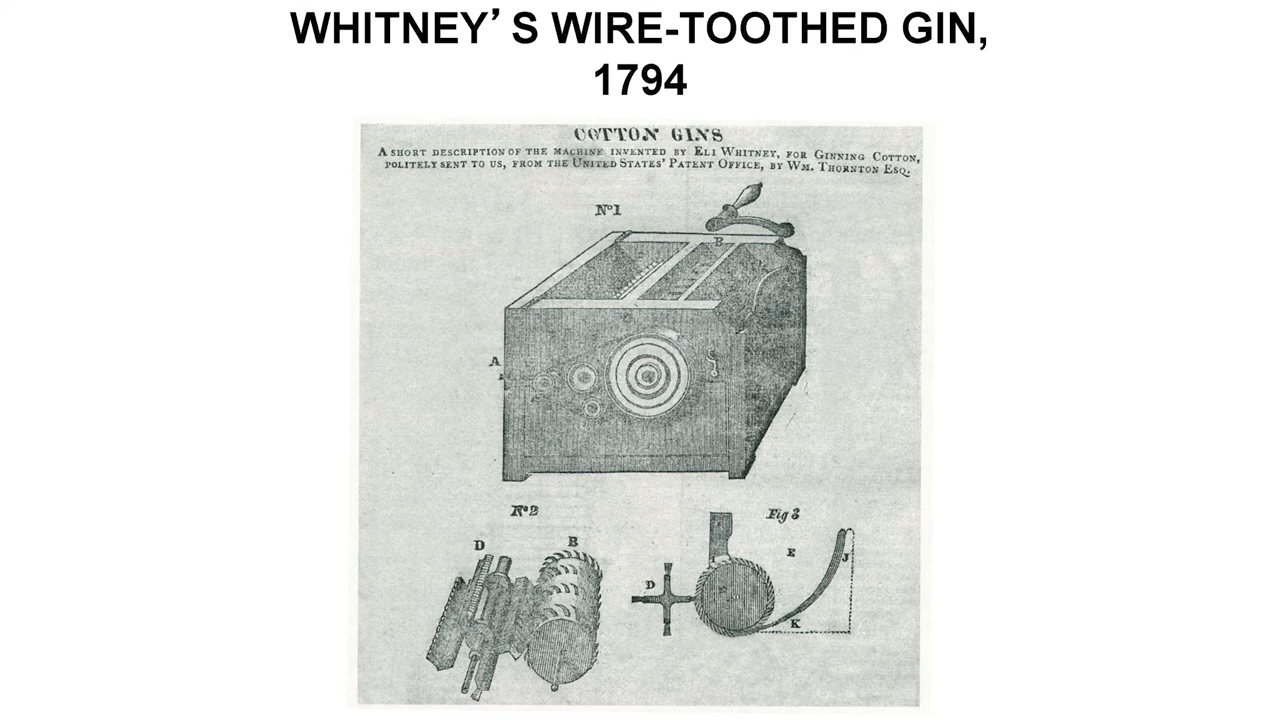 WHITNEY’S WIRE-TOOTHED GIN,
1794
COTTON GINS
A SHORT DESCRIPTION OF THE MACHINE INVENTED BY ELI WHITNEY, FOR GINNING COTTON,
POLITELY SENT TO US, FROM THE UNITED STATES' PATENT OFFICE, BY WM. THORNTON ESQ.
No1
B
A
No2
Fig 3
D
B
E
J
D
K